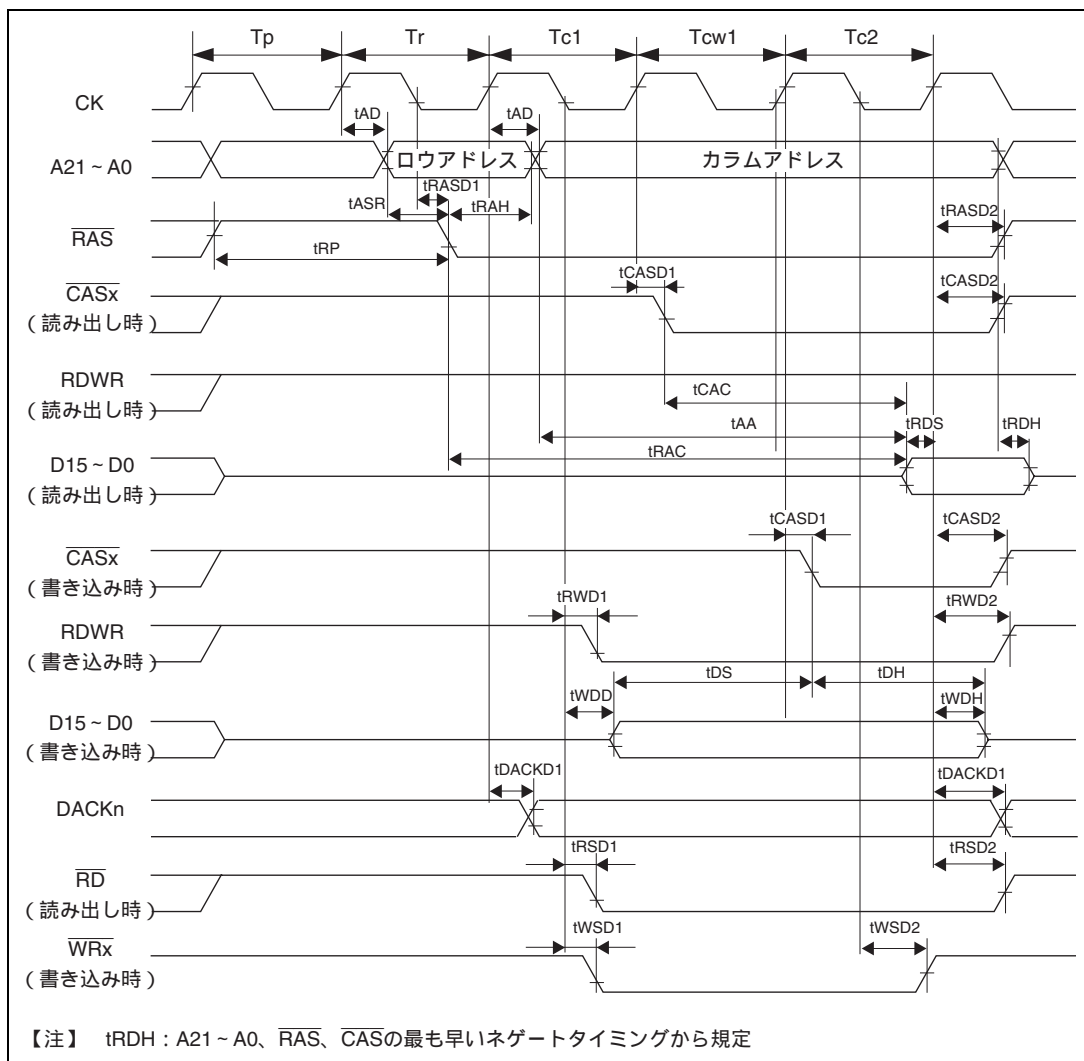 Tp Tr Tc1 Tcw1 Tc2
CK
tAD tAD
A21～A0 ロウアドレス カラムアドレス
tRASD1
tASR tRAH tRASD2
RAS
tRP
tCASD1 tCASD2
CASx
(読み出し時)
RDWR
(読み出し時)
tCAC
tAA tRDS tRDH
tRAC
D15～D0
(読み出し時)
tCASD1 tCASD2
CASx
(書き込み時)
tRWD1 tRWD2
RDWR
(書き込み時)
tDS tDH
tWDD tWDH
D15～D0
(書き込み時)
tDACKD1 tDACKD1
DACKn
tRSD1 tRSD2
RD
(読み出し時)
tWSD1 tWSD2
WRx
(書き込み時)
【注】 tRDH：A21～A0、RAS、CASの最も早いネゲートタイミングから規定